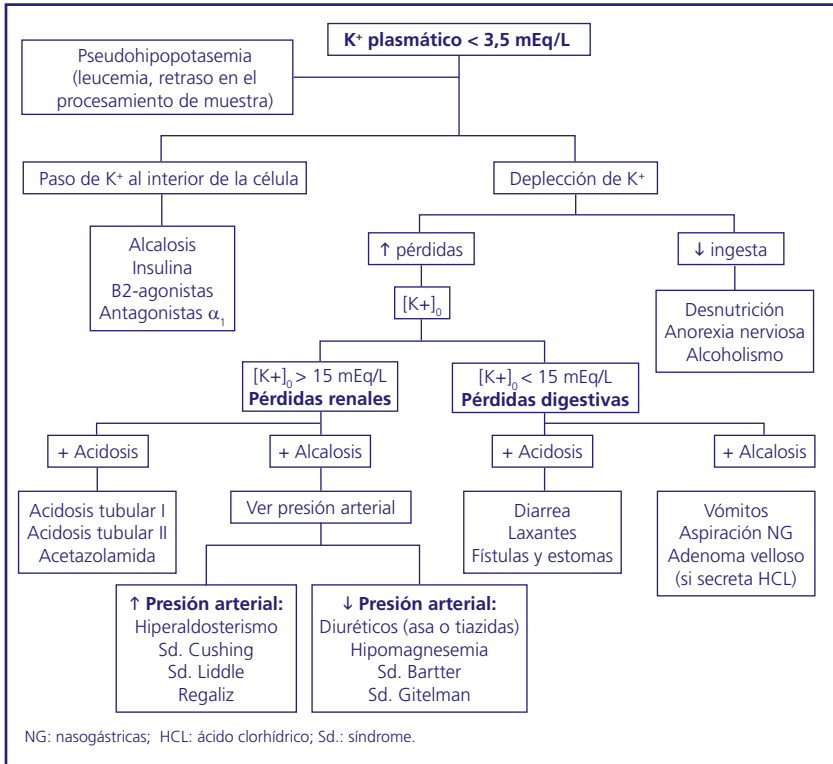 K+ plasmático < 3,5 mEq/L
Pseudohipopotasemia
(leucemia, retraso en el
procesamiento de muestra)
Paso de K+ al interior de la célula
Deplección de K+
Alcalosis
Insulina
B2-agonistas
Antagonistas α1
↑ pérdidas
↓ ingesta
[K+]0
Desnutrición
Anorexia nerviosa
Alcoholismo
[K+]0 > 15 mEq/L
Pérdidas renales
[K+]0 < 15 mEq/L
Pérdidas digestivas
+ Acidosis
+ Alcalosis
+ Acidosis
+ Alcalosis
Acidosis tubular I
Acidosis tubular II
Acetazolamida
Ver presión arterial
Diarrea
Laxantes
Fístulas y estomas
Vómitos
Aspiración NG
Adenoma velloso
(si secreta HCL)
↑ Presión arterial:
Hiperaldosterismo
Sd. Cushing
Sd. Liddle
Regaliz
↓ Presión arterial:
Diuréticos (asa o tiazidas)
Hipomagnesemia
Sd. Bartter
Sd. Gitelman
NG: nasogástricas; HCL: ácido clorhídrico; Sd.: síndrome.